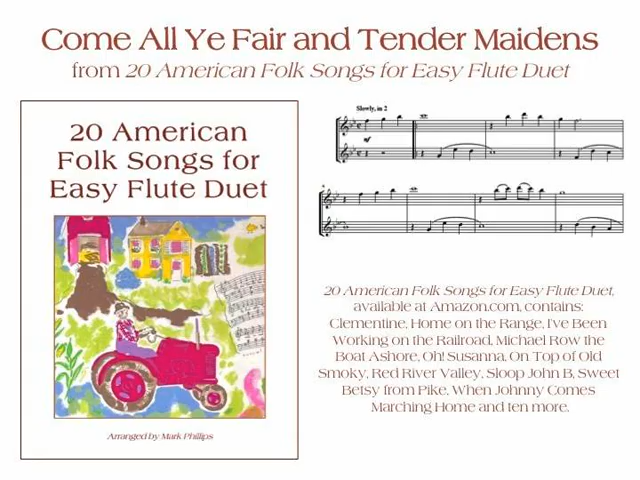 Come All Ye Fair and Tender Maidens
from 20 American Folk Songs for Easy Flute Duet
20 American
Folk Songs for
Easy Flute Duet
Arranged by Mark Phillips
Slowly, in 2
mf
20 American Folk Songs for Easy Flute Duet,
available at Amazon.com, contains:
Clementine, Home on the Range, I've Been
Working on the Railroad, Michael Row the
Boat Ashore, Oh! Susanna, On Top of Old
Smoky, Red River Valley, Sloop John B, Sweet
Betsy from Pike, When Johnny Comes
Marching Home and ten more.